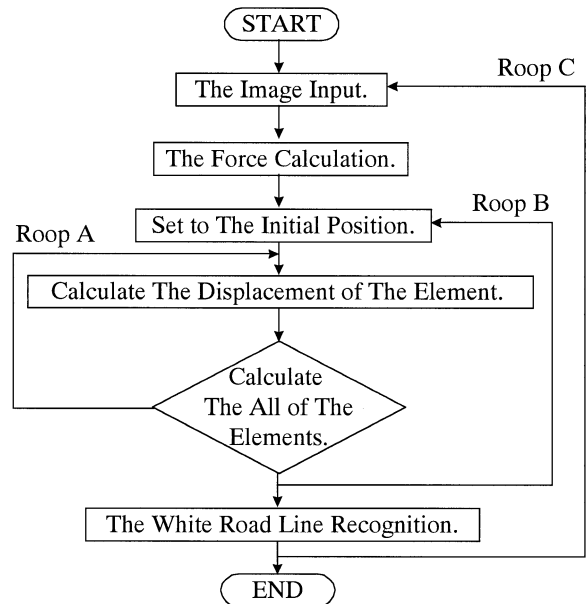 START
Roop C
The Image Input.
The Force Calculation.
Roop B
Set to The Initial Position.
Roop A
Calculate The Displacement of The Element.
Calculate
The All of The
Elements.
The White Road Line Recognition.
END